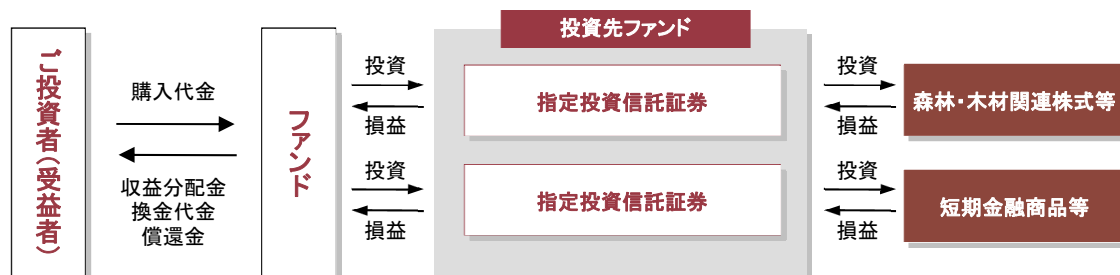 ご投資者(受益者)
購入代金
収益分配金
換金代金
償還金
ファンド
投資
損益
投資
損益
投資先ファンド
指定投資信託証券
指定投資信託証券
投資
損益
投資
損益
森林・木材関連株式等
短期金融商品等